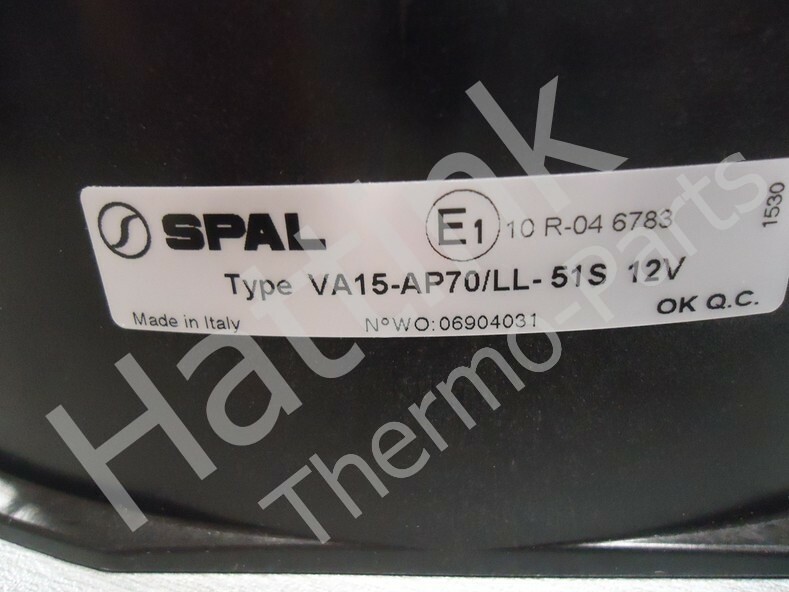 SPAL E1 10 R-04 6783 1530
Type VA15-AP70/LL-51S 12V
Made in Italy N°WO:06904031 OK Q.C.
Hattink
Thermo-Parts